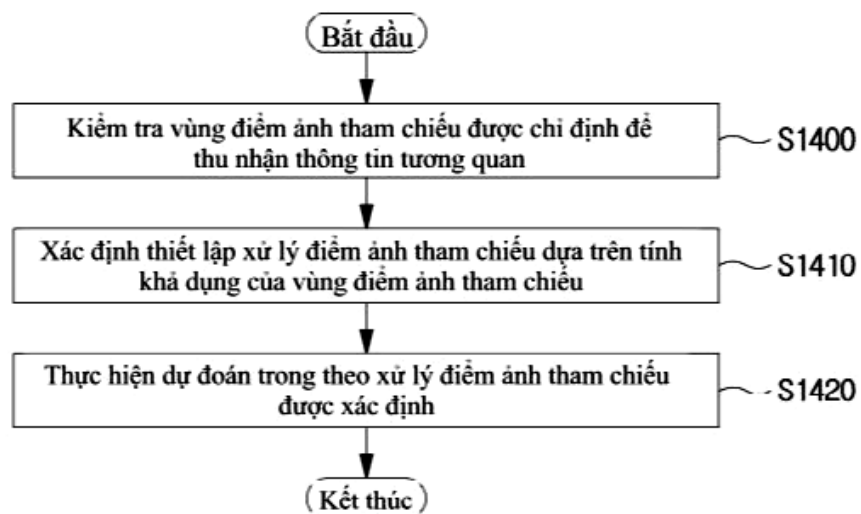 Bắt đầu
Kiểm tra vùng điểm ảnh tham chiếu được chỉ định để
thu nhận thông tin tương quan
S1400
Xác định thiết lập xử lý điểm ảnh tham chiếu dựa trên tính
khả dụng của vùng điểm ảnh tham chiếu
S1410
Thực hiện dự đoán trong theo xử lý điểm ảnh tham chiếu
được xác định
S1420
Kết thúc